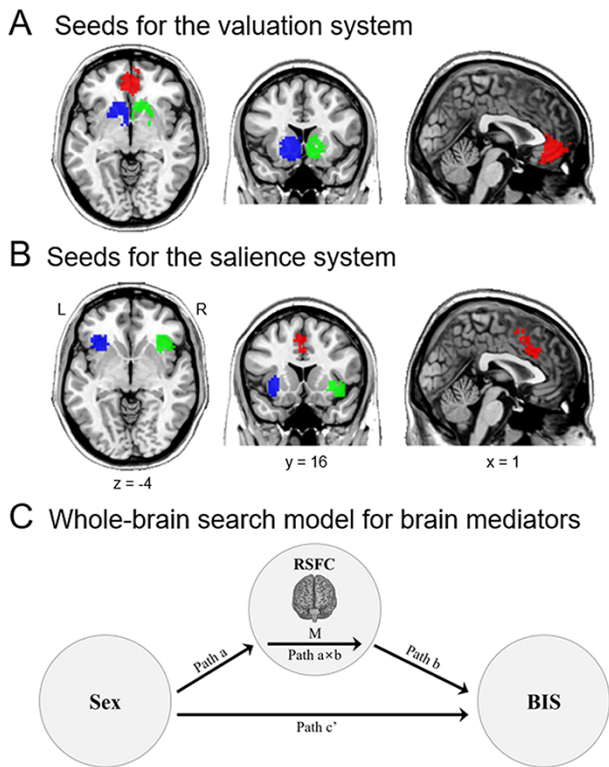 A Seeds for the valuation system
B Seeds for the salience system
L
R
z = -4
y = 16
x = 1
C Whole-brain search model for brain mediators
RSFC
M
Path a×b
Path a
Path b
Sex
BIS
Path c’